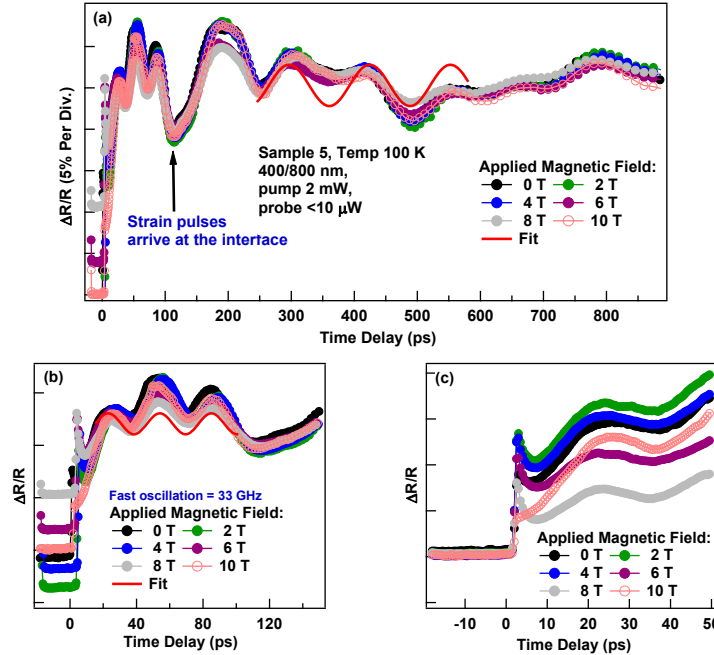 (a)
ΔR/R (5% Per Div.)
Strain pulses
arrive at the interface
Sample 5, Temp 100 K
400/800 nm,
pump 2 mW,
probe <10 μW
Applied Magnetic Field:
0 T 2 T
4 T 6 T
8 T 10 T
Fit
0 100 200 300 400 500 600 700 800
Time Delay (ps)
(b)
ΔR/R
Fast oscillation = 33 GHz
Applied Magnetic Field:
0 T 2 T
4 T 6 T
8 T 10 T
Fit
0 40 80 120
Time Delay (ps)
(c)
ΔR/R
Applied Magnetic Field:
0 T 2 T
4 T 6 T
8 T 10 T
-10 0 10 20 30 40 50
Time Delay (ps)